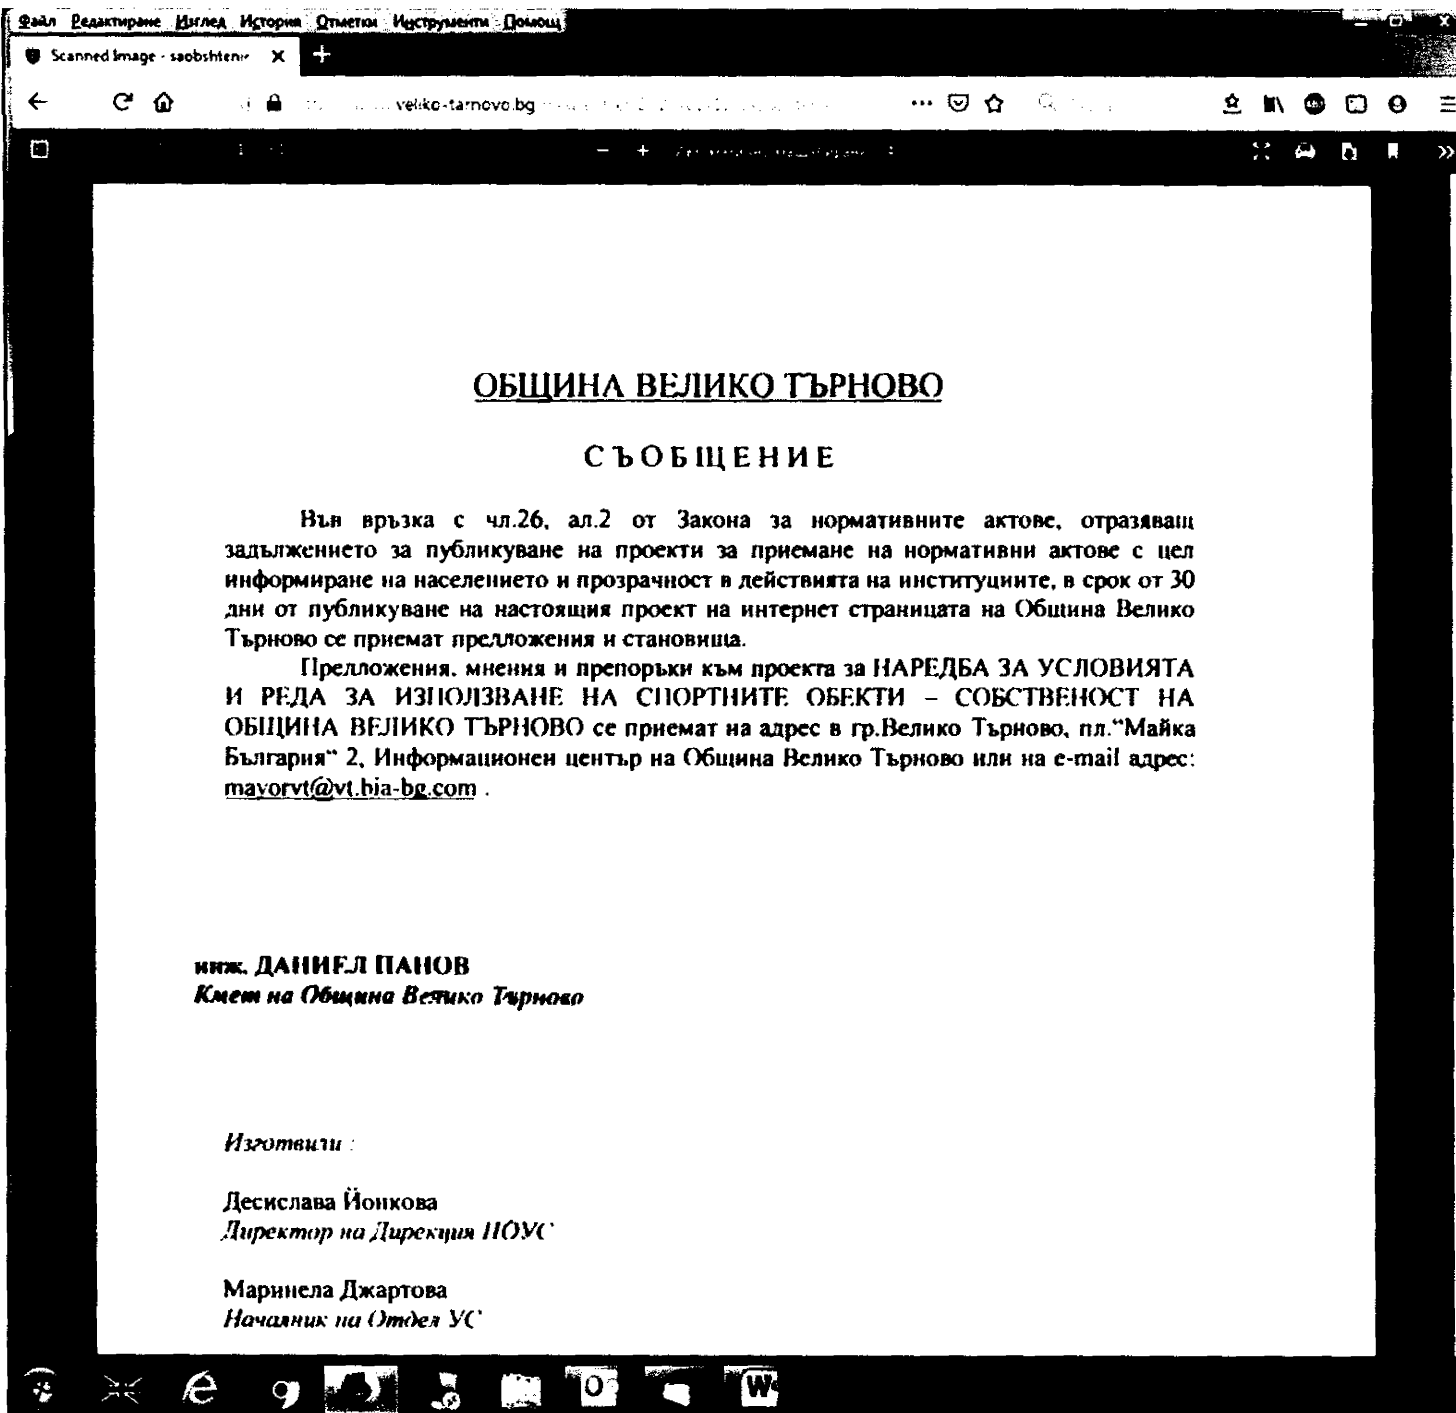 Файл Редактиране Изглед История Отметки Инструменти Помощ
Scanned Image - saobshtenie
veliko-tarnovo.bg
ОБЩИНА ВЕЛИКО ТЪРНОВО
СЪОБЩЕНИЕ
Във връзка с чл.26, ал.2 от Закона за нормативните актове, отразяващ
задължението за публикуване на проекти за приемане на нормативни актове с цел
информиране на населението и прозрачност в действията на институциите, в срок от 30
дни от публикуване на настоящия проект на интернет страницата на Община Велико
Търново се приемат предложения и становища.
Предложения, мнения и препоръки към проекта за НАРЕДБА ЗА УСЛОВИЯТА
И РЕДА ЗА ИЗПОЛЗВАНЕ НА СПОРТНИТЕ ОБЕКТИ – СОБСТВЕНОСТ НА
ОБЩИНА ВЕЛИКО ТЪРНОВО се приемат на адрес в гр.Велико Търново, пл.“Майка
България“ 2, Информационен център на Община Велико Търново или на e-mail адрес:
mayorvt@vt.bia-bg.com .
инж. ДАНИЕЛ ПАНОВ
Кмет на Община Велико Търново
Изготвили :
Десислава Йонкова
Директор на Дирекция ПОУС
Маринела Джартова
Началник на Отдел УС